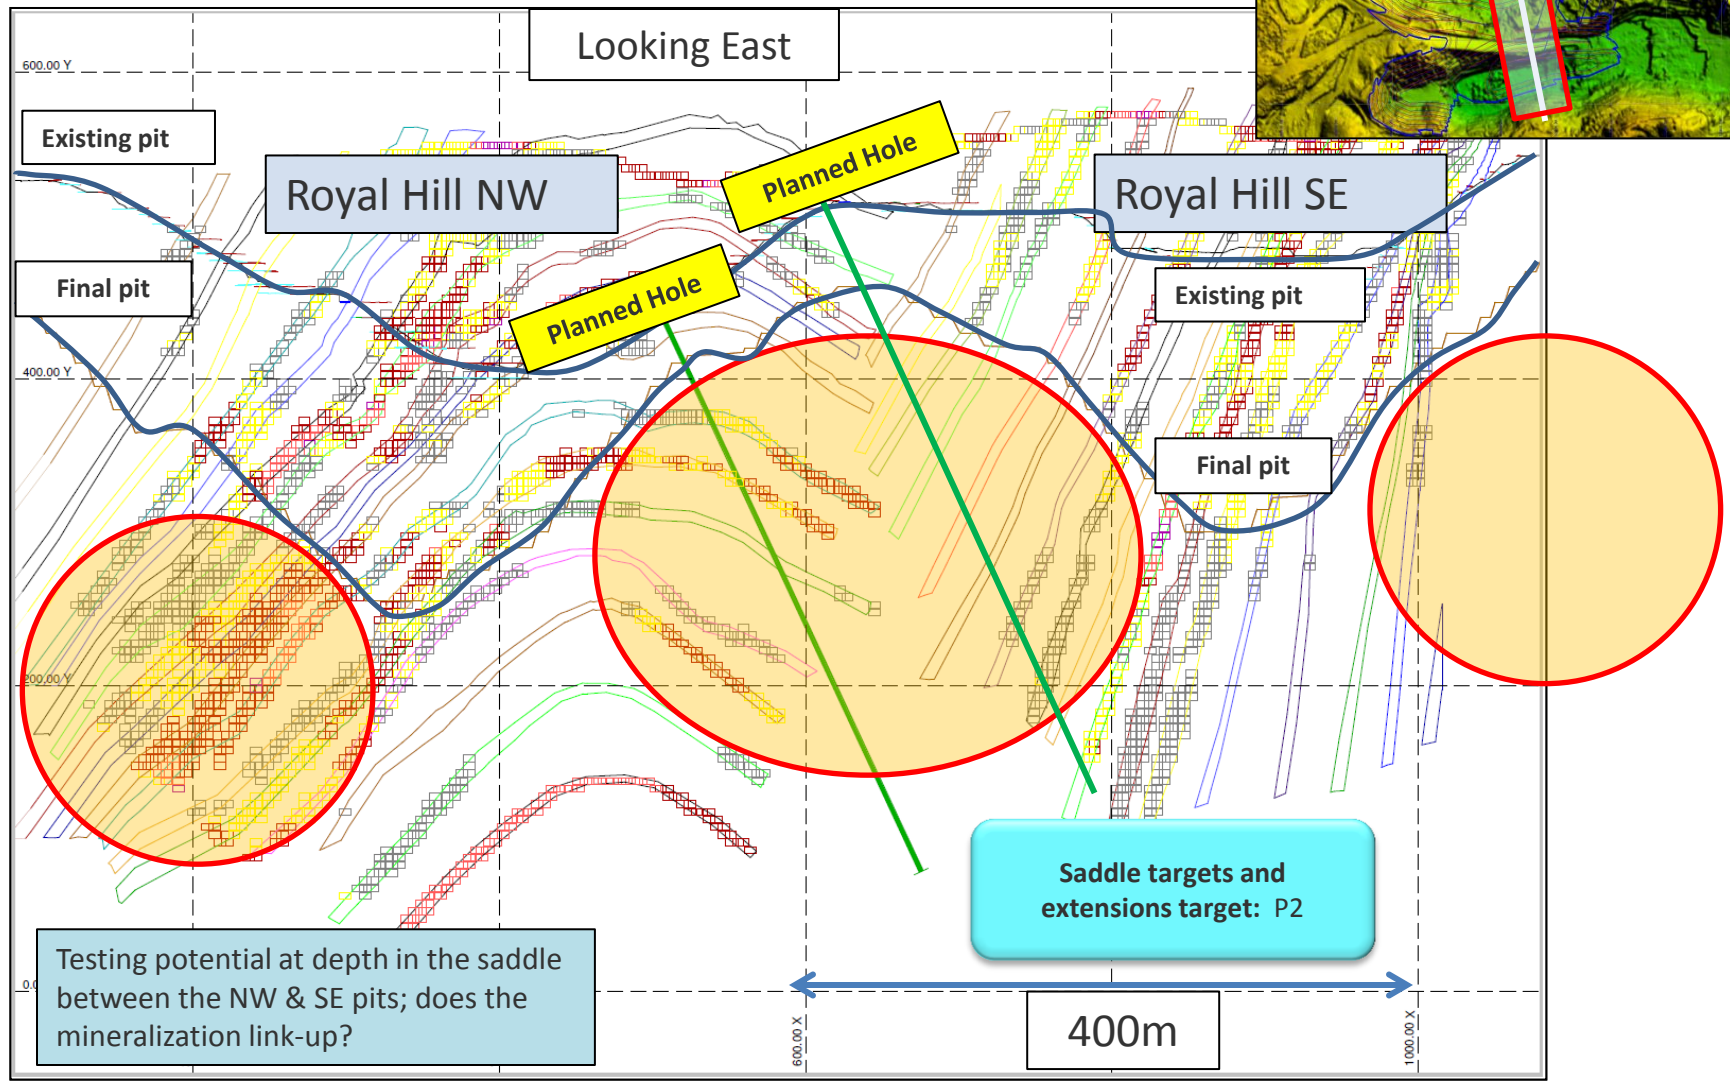 Looking East
600.00 Y
Existing pit
Planned Hole
Royal Hill NW
Royal Hill SE
Final pit
Planned Hole
Existing pit
400.00 Y
Final pit
200.00 Y
Saddle targets and
extensions target: P2
Testing potential at depth in the saddle
between the NW & SE pits; does the
mineralization link-up?
400m
600.00 X
1000.00 X